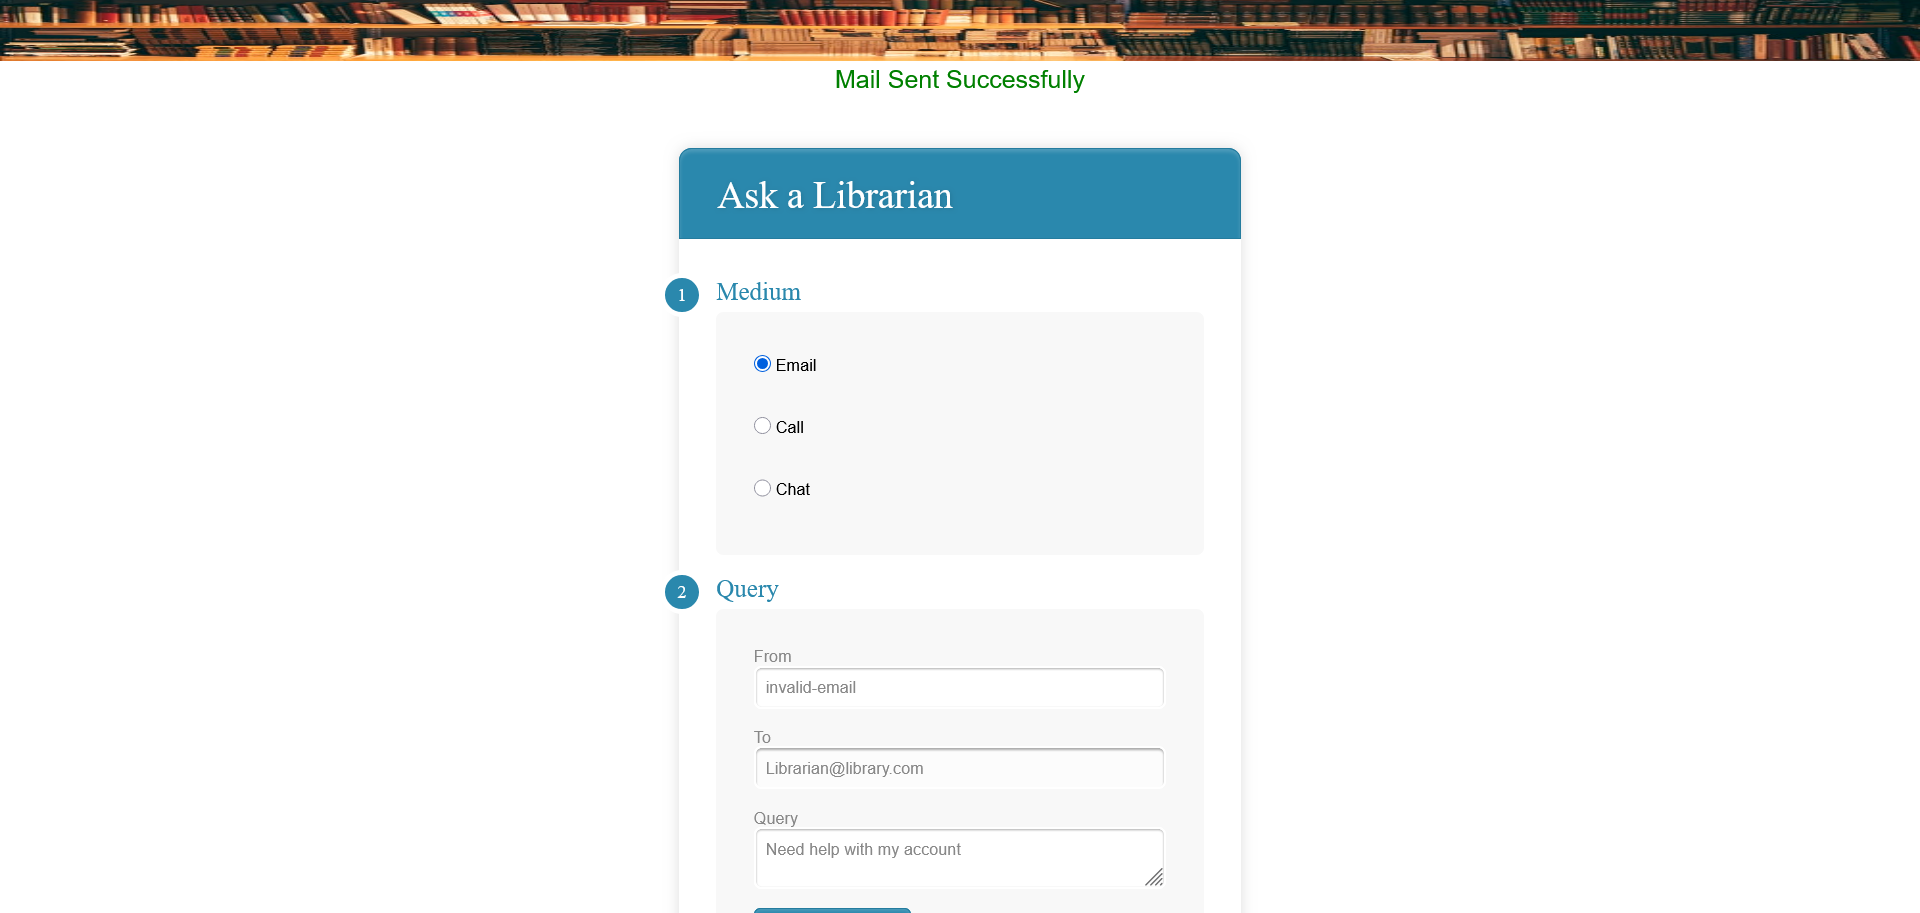 Mail Sent Successfully
Ask a Librarian
1
Medium
Email
Call
Chat
2
Query
From
invalid-email
To
Librarian@library.com
Query
Need help with my account